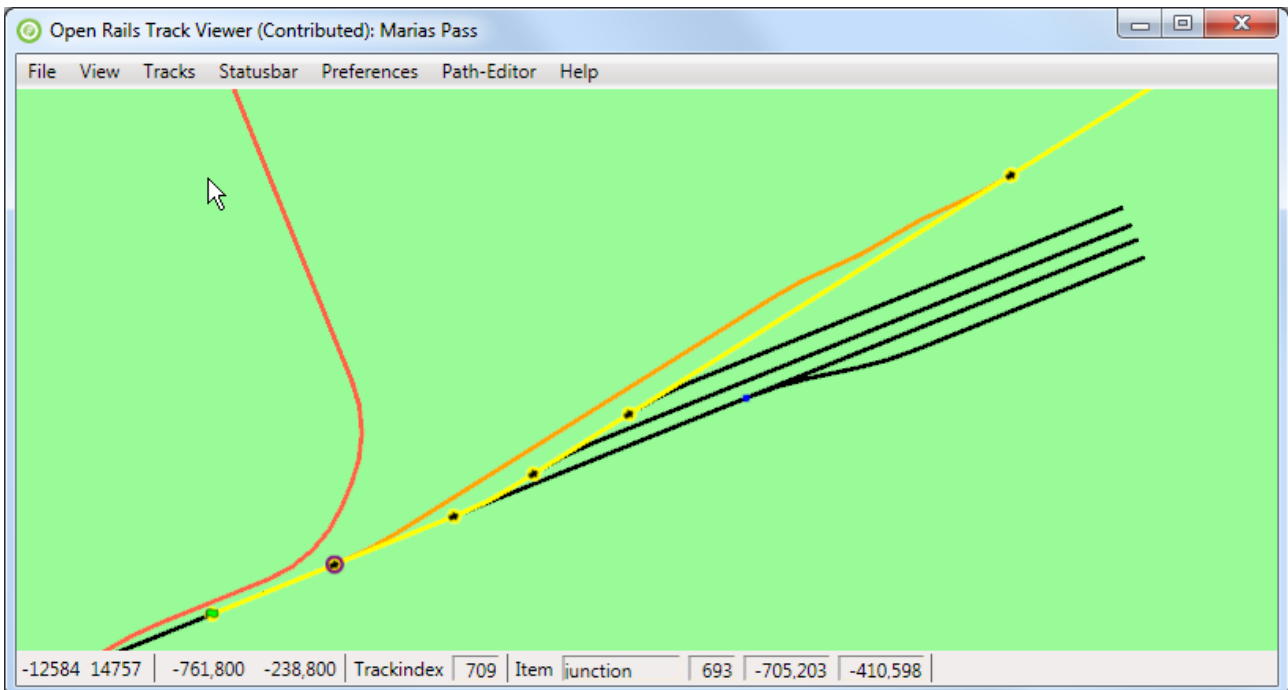 Open Rails Track Viewer (Contributed): Marias Pass
File View Tracks Statusbar Preferences Path-Editor Help
-12584 14757 -761,800 -238,800 Trackindex 709 Item junction 693 -705,203 -410,598